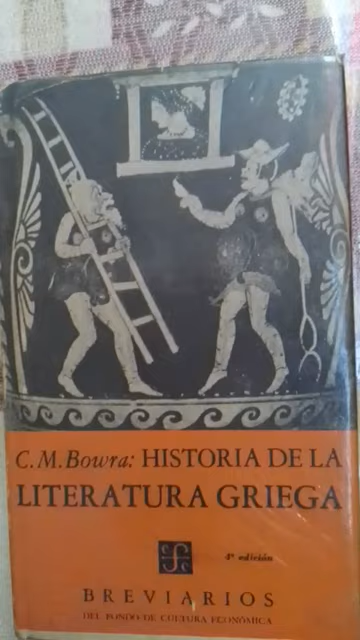 C. M. Bowra: HISTORIA DE LA
LITERATURA GRIEGA
4ª edición
BREVIARIOS
DEL FONDO DE CULTURA ECONÓMICA